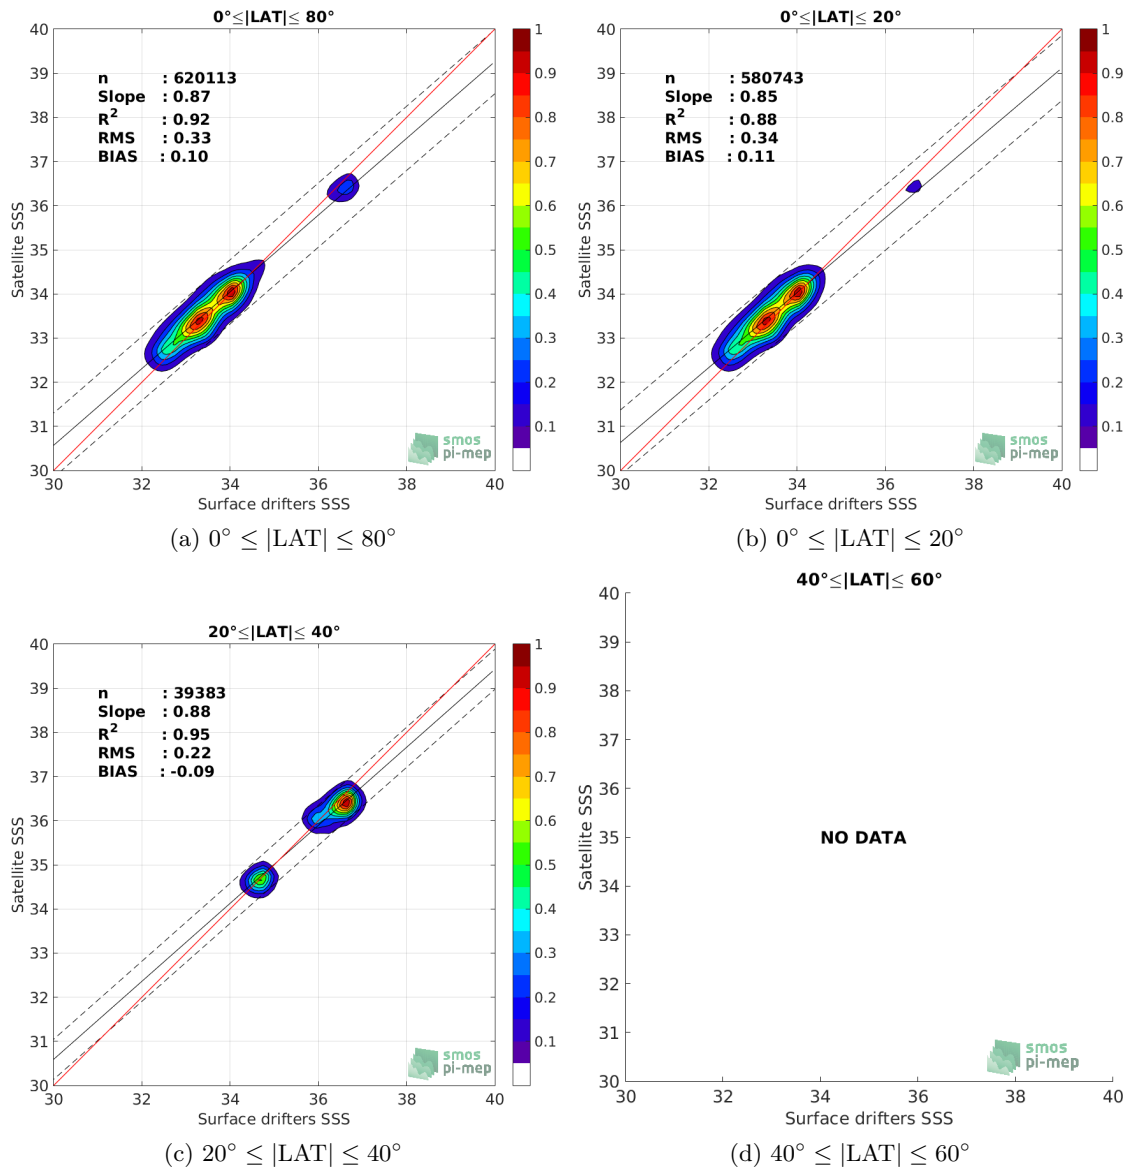 0°≤|LAT|≤ 80°
n : 620113
Slope : 0.87
R2 : 0.92
RMS : 0.33
BIAS : 0.10
Satellite SSS
40
39
38
37
36
35
34
33
32
31
30
30 32 34 36 38 40
Surface drifters SSS
1
0.9
0.8
0.7
0.6
0.5
0.4
0.3
0.2
0.1
smos
pi-mep
(a) 0° ≤ |LAT| ≤ 80°
0°≤|LAT|≤ 20°
n : 580743
Slope : 0.85
R2 : 0.88
RMS : 0.34
BIAS : 0.11
Satellite SSS
40
39
38
37
36
35
34
33
32
31
30
30 32 34 36 38 40
Surface drifters SSS
1
0.9
0.8
0.7
0.6
0.5
0.4
0.3
0.2
0.1
smos
pi-mep
(b) 0° ≤ |LAT| ≤ 20°
20°≤|LAT|≤ 40°
n : 39383
Slope : 0.88
R2 : 0.95
RMS : 0.22
BIAS : -0.09
Satellite SSS
40
39
38
37
36
35
34
33
32
31
30
30 32 34 36 38 40
Surface drifters SSS
1
0.9
0.8
0.7
0.6
0.5
0.4
0.3
0.2
0.1
smos
pi-mep
(c) 20° ≤ |LAT| ≤ 40°
40°≤|LAT|≤ 60°
NO DATA
Satellite SSS
40
39
38
37
36
35
34
33
32
31
30
30 32 34 36 38 40
Surface drifters SSS
smos
pi-mep
(d) 40° ≤ |LAT| ≤ 60°